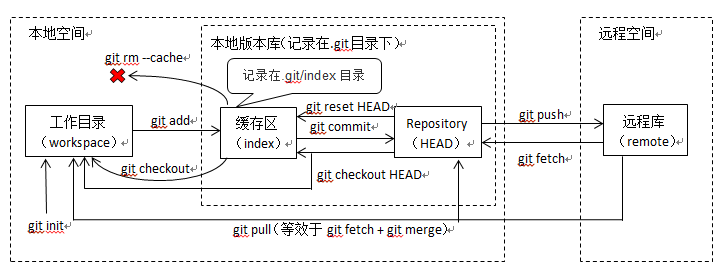 本地空间
远程空间
本地版本库(记录在.git目录下)
git rm --cache
记录在.git/index 目录
工作目录
(workspace)
git add
缓存区
(index)
git reset HEAD
git commit
Repository
(HEAD)
git push
git fetch
远程库
(remote)
git checkout
git checkout HEAD
git init
git pull(等效于 git fetch + git merge)